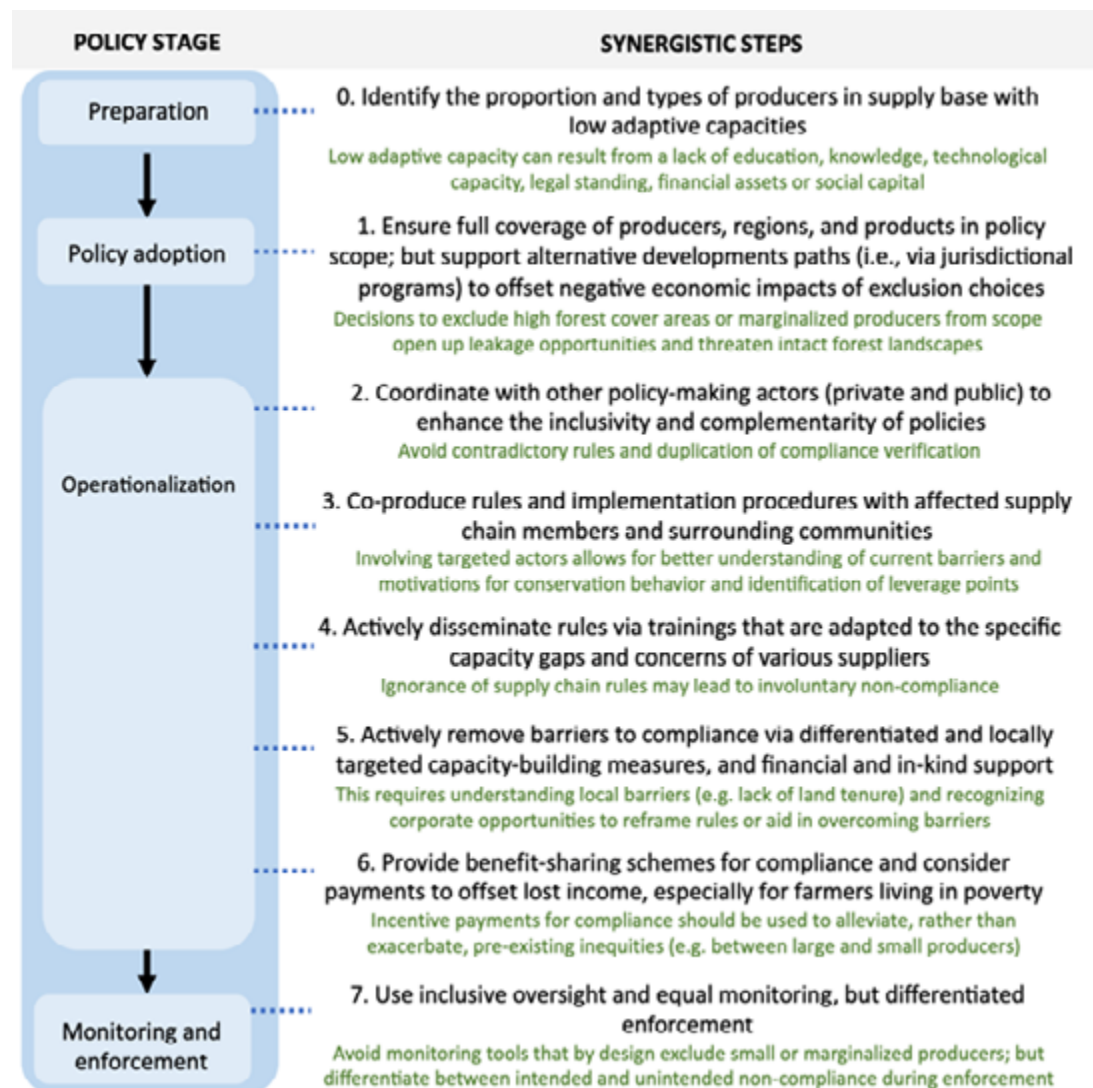 POLICY STAGE
SYNERGISTIC STEPS
Preparation
0. Identify the proportion and types of producers in supply base with
low adaptive capacities
Low adaptive capacity can result from a lack of education, knowledge, technological
capacity, legal standing, financial assets or social capital
Policy adoption
1. Ensure full coverage of producers, regions, and products in policy
scope; but support alternative developments paths (i.e., via jurisdictional
programs) to offset negative economic impacts of exclusion choices
Decisions to exclude high forest cover areas or marginalized producers from scope
open up leakage opportunities and threaten intact forest landscapes
Operationalization
2. Coordinate with other policy-making actors (private and public) to
enhance the inclusivity and complementarity of policies
Avoid contradictory rules and duplication of compliance verification
3. Co-produce rules and implementation procedures with affected supply
chain members and surrounding communities
Involving targeted actors allows for better understanding of current barriers and
motivations for conservation behavior and identification of leverage points
4. Actively disseminate rules via trainings that are adapted to the specific
capacity gaps and concerns of various suppliers
Ignorance of supply chain rules may lead to involuntary non-compliance
5. Actively remove barriers to compliance via differentiated and locally
targeted capacity-building measures, and financial and in-kind support
This requires understanding local barriers (e.g. lack of land tenure) and recognizing
corporate opportunities to reframe rules or aid in overcoming barriers
6. Provide benefit-sharing schemes for compliance and consider
payments to offset lost income, especially for farmers living in poverty
Incentive payments for compliance should be used to alleviate, rather than
exacerbate, pre-existing inequities (e.g. between large and small producers)
Monitoring and
enforcement
7. Use inclusive oversight and equal monitoring, but differentiated
enforcement
Avoid monitoring tools that by design exclude small or marginalized producers; but
differentiate between intended and unintended non-compliance during enforcement